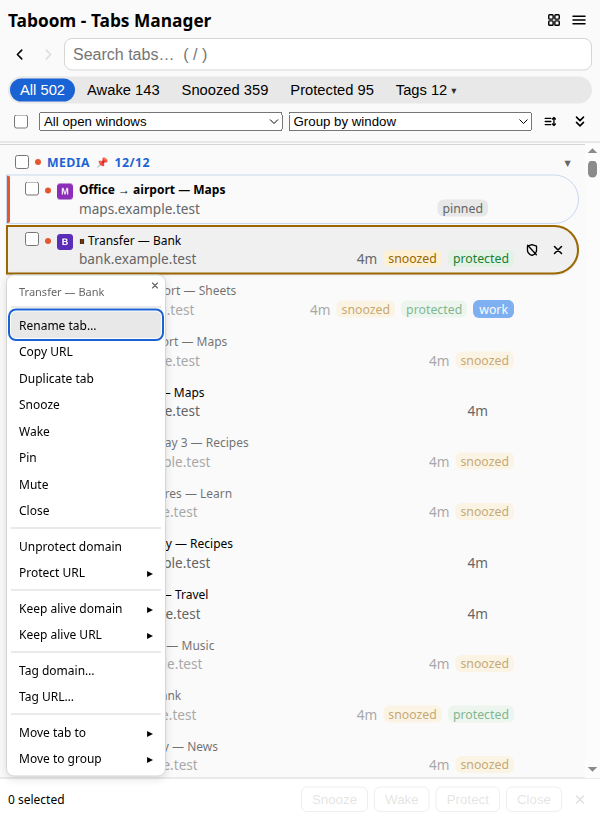 Taboom - Tabs Manager
Search tabs… ( / )
All 502 Awake 143 Snoozed 359 Protected 95 Tags 12 ▾
All open windows Group by window
MEDIA 📌 12/12 ▼
M Office → airport — Maps
maps.example.test pinned
B Transfer — Bank
bank.example.test 4m snoozed protected
Transfer — Bank ×
Rename tab...
Copy URL
Duplicate tab
Snooze
Wake
Pin
Mute
Close
Unprotect domain
Protect URL ▸
Keep alive domain ▸
Keep alive URL ▸
Tag domain...
Tag URL...
Move tab to ▸
Move to group ▸
ort — Sheets
.test 4m snoozed protected work
ort — Maps
e.test 4m snoozed
— Maps
e.test 4m
ay 3 — Recipes
ple.test 4m snoozed
res — Learn
e.test 4m snoozed
y — Recipes
ple.test 4m
— Travel
e.test 4m
— Music
le.test 4m snoozed
ank
e.test 4m snoozed protected
y — News
le.test 4m snoozed
0 selected Snooze Wake Protect Close ✕